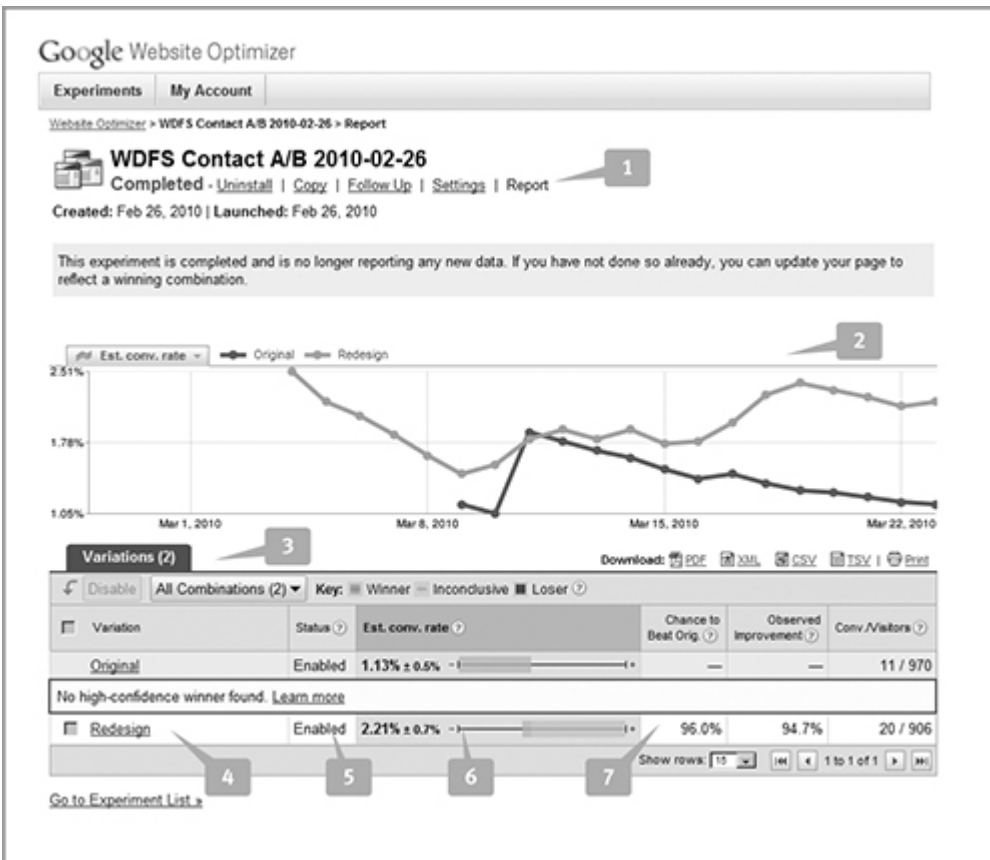 Google Website Optimizer
Experiments My Account
Website Optimizer > WDFS Contact A/B 2010-02-26 > Report
WDFS Contact A/B 2010-02-26
Completed - Uninstall | Copy | Follow Up | Settings | Report
1
Created: Feb 26, 2010 | Launched: Feb 26, 2010
This experiment is completed and is no longer reporting any new data. If you have not done so already, you can update your page to
reflect a winning combination.
2
Est. conv. rate Original Redesign
2.51%
1.78%
1.05%
Mar 1, 2010 Mar 8, 2010 Mar 15, 2010 Mar 22, 2010
3
Variations (2) Download: PDF XML CSV TSV | Print
Disable All Combinations (2) Key: Winner Inconclusive Loser ?
Variation Status ? Est. conv. rate ? Chance to Beat Orig. ? Observed Improvement ? Conv./Visitors ?
Original Enabled 1.13% ± 0.5% — — 11 / 970
No high-confidence winner found. Learn more
Redesign Enabled 2.21% ± 0.7% 96.0% 94.7% 20 / 906
4 5 6 7
Show rows: 1 to 1 of 1
Go to Experiment List »